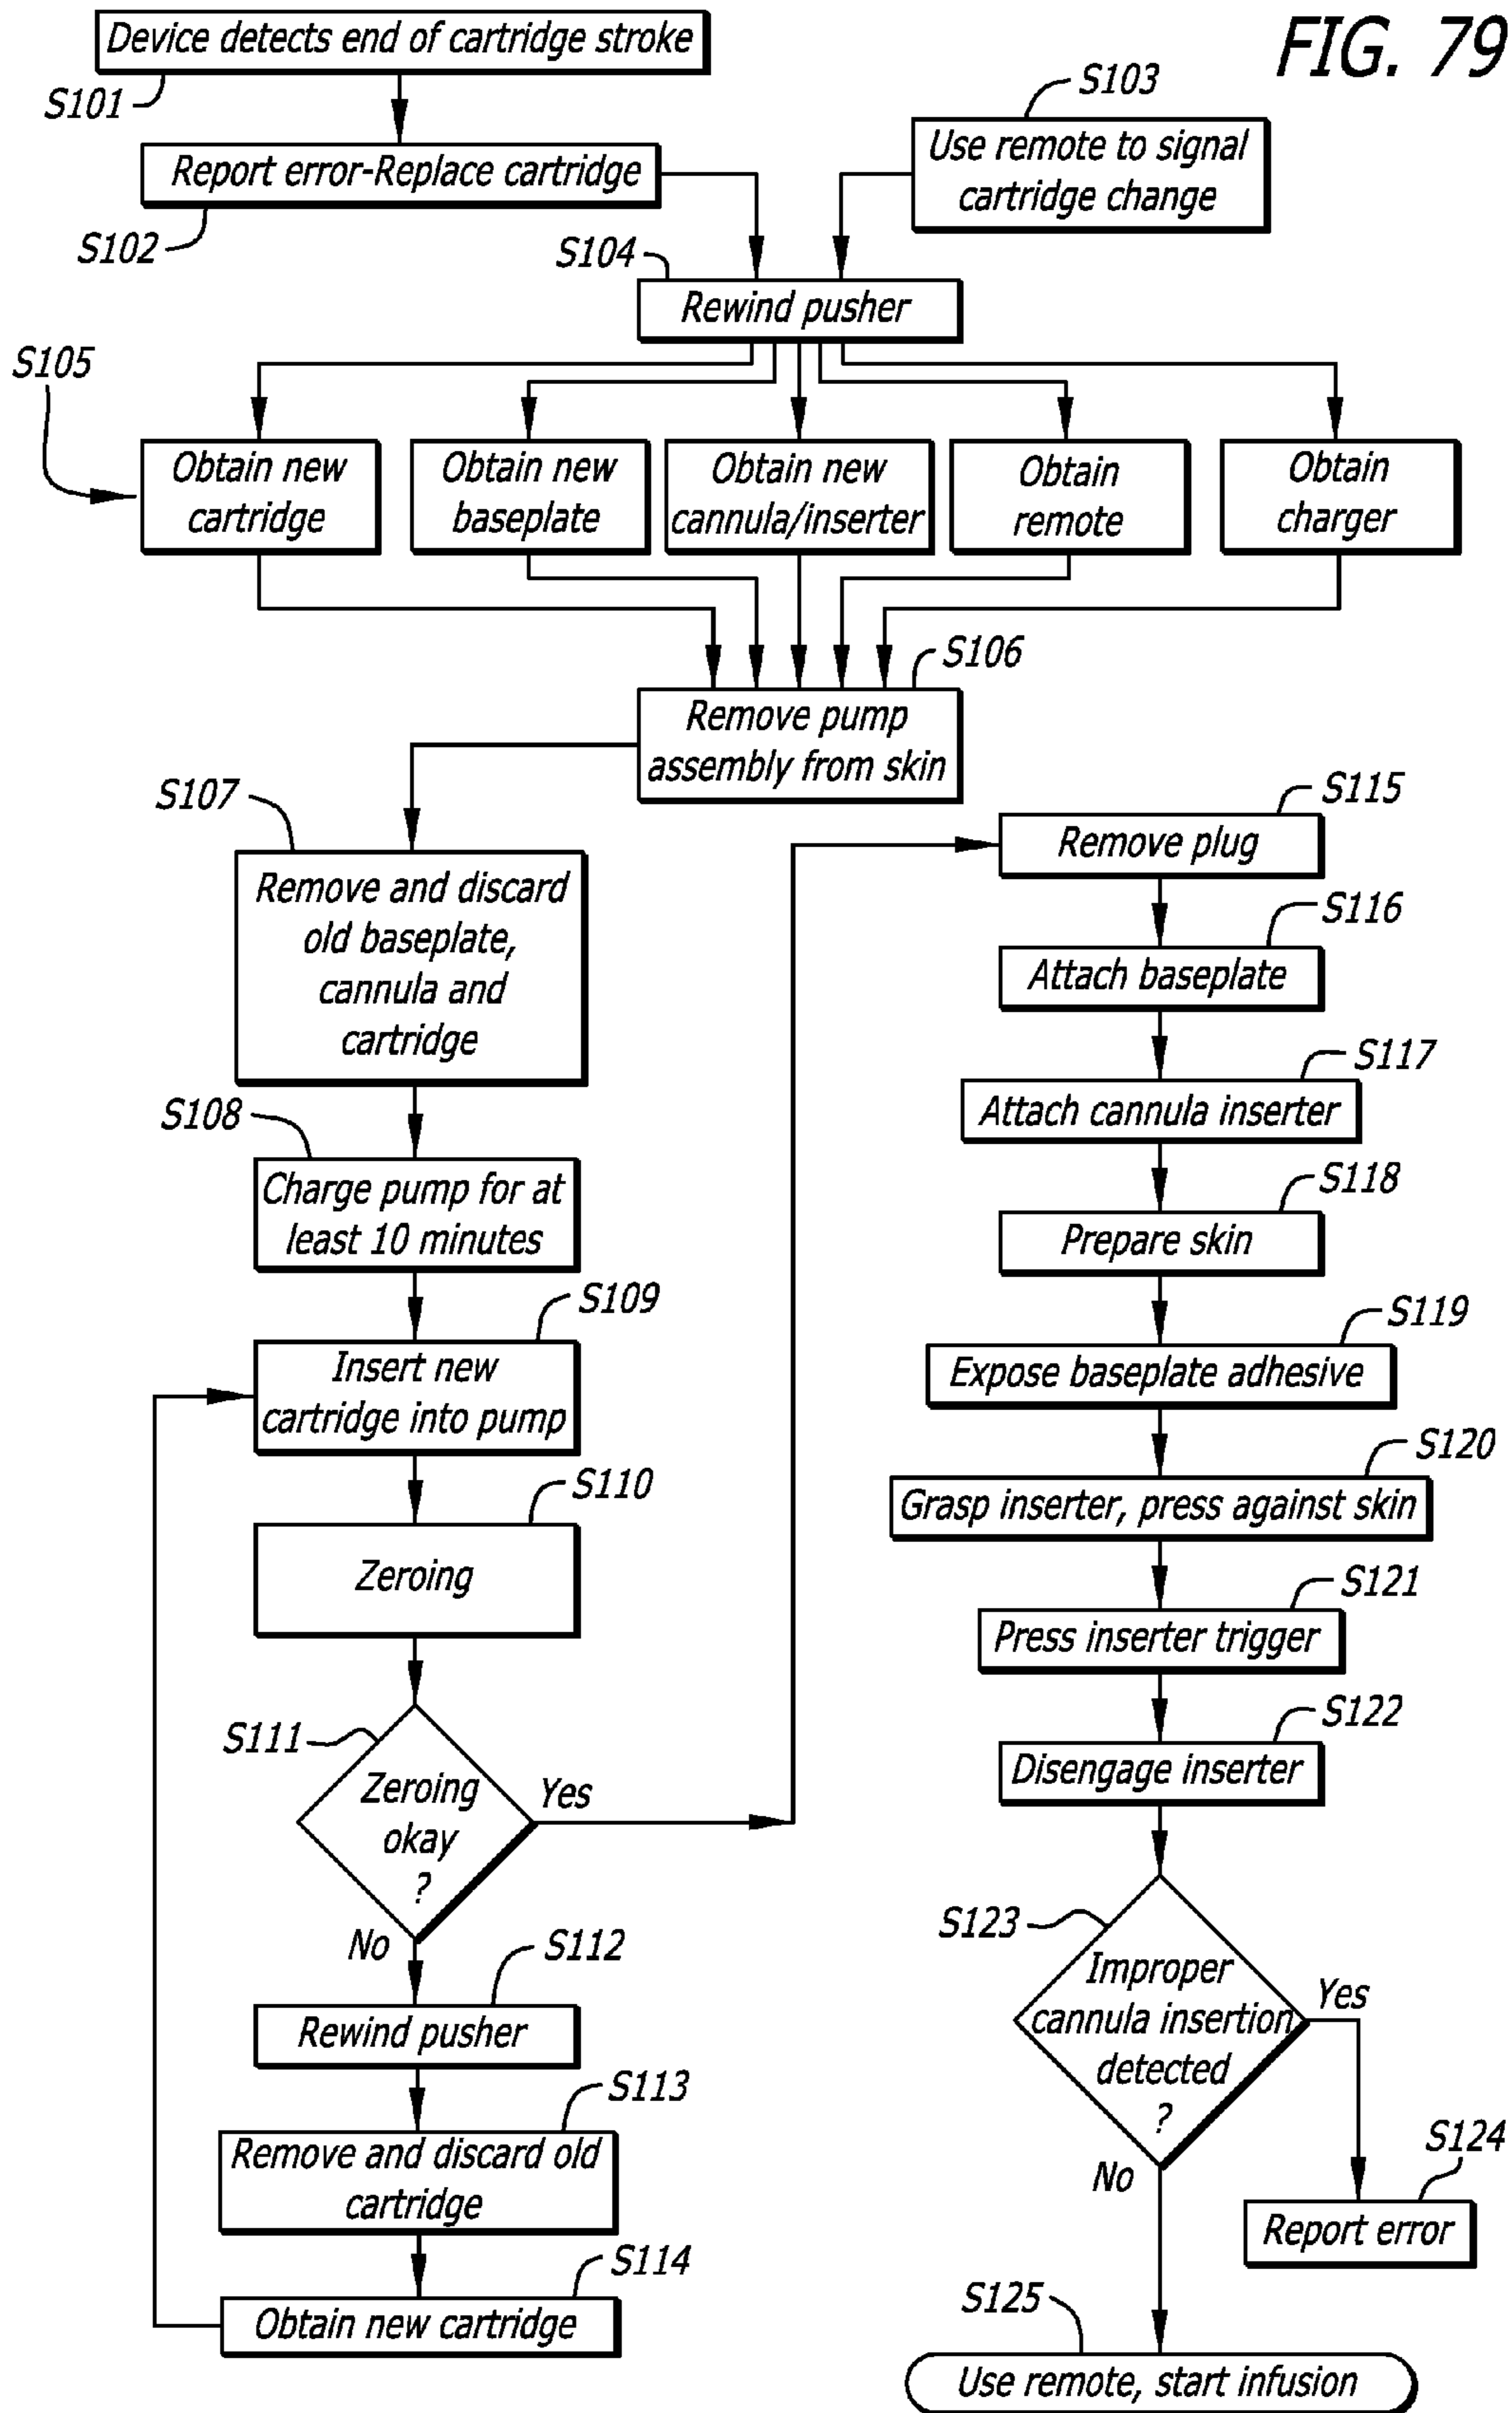 FIG. 79
Device detects end of cartridge stroke
S101
S103
Report error-Replace cartridge
Use remote to signal
cartridge change
S102
S104
Rewind pusher
S105
Obtain new
cartridge
Obtain new
baseplate
Obtain new
cannula/inserter
Obtain
remote
Obtain
charger
S106
Remove pump
assembly from skin
S107
Remove and discard
old baseplate,
cannula and
cartridge
S108
Charge pump for at
least 10 minutes
S109
Insert new
cartridge into pump
S110
Zeroing
S111
Zeroing
okay
?
Yes
No
S112
Rewind pusher
S113
Remove and discard old
cartridge
S114
Obtain new cartridge
S115
Remove plug
S116
Attach baseplate
S117
Attach cannula inserter
S118
Prepare skin
S119
Expose baseplate adhesive
S120
Grasp inserter, press against skin
S121
Press inserter trigger
S122
Disengage inserter
S123
Improper
cannula insertion
detected
?
Yes
No
S124
Report error
S125
Use remote, start infusion